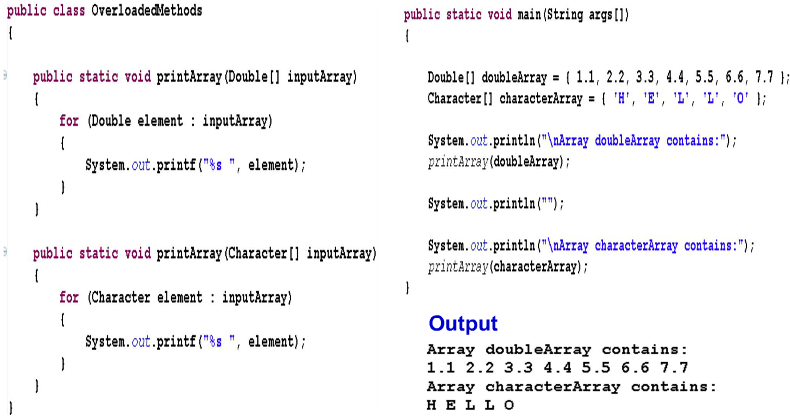 public class OverloadedMethods
{
public static void printArray(Double[] inputArray)
{
for (Double element : inputArray)
{
System.out.printf("%s ", element);
}
}
public static void printArray(Character[] inputArray)
{
for (Character element : inputArray)
{
System.out.printf("%s ", element);
}
}
}
public static void main(String args[])
{
Double[] doubleArray = { 1.1, 2.2, 3.3, 4.4, 5.5, 6.6, 7.7 };
Character[] characterArray = { 'H', 'E', 'L', 'L', 'O' };
System.out.println("\nArray doubleArray contains:");
printArray(doubleArray);
System.out.println("");
System.out.println("\nArray characterArray contains:");
printArray(characterArray);
}
Output
Array doubleArray contains:
1.1 2.2 3.3 4.4 5.5 6.6 7.7
Array characterArray contains:
H E L L O